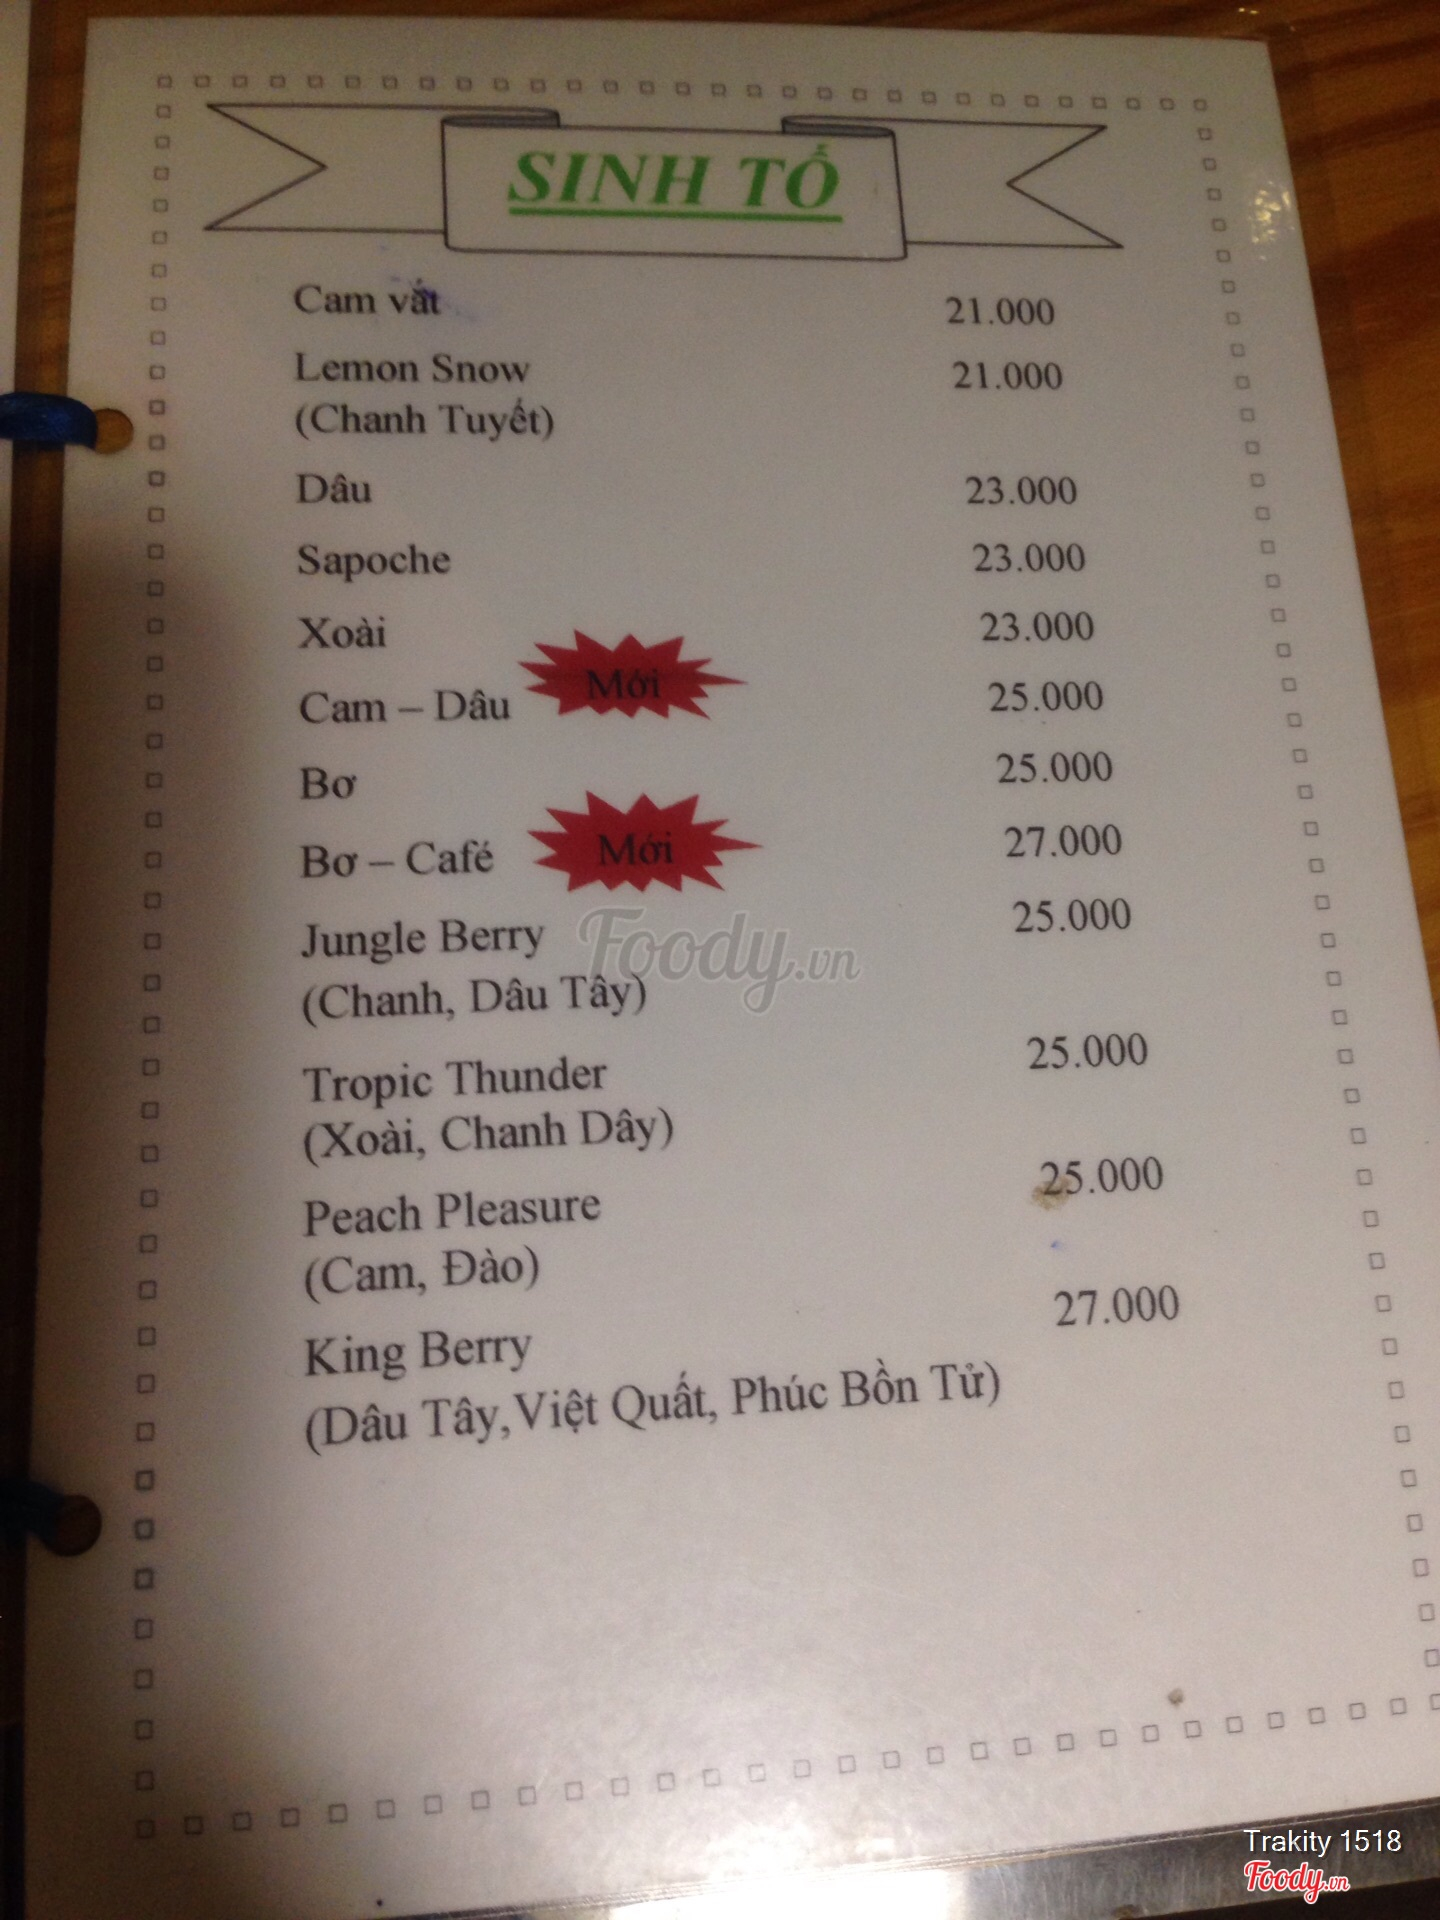 SINH TỐ
Cam vắt 21.000
Lemon Snow 21.000
(Chanh Tuyết)
Dâu 23.000
Sapoche 23.000
Xoài 23.000
Cam – Dâu Mới 25.000
Bơ 25.000
Bơ – Café Mới 27.000
Jungle Berry 25.000
(Chanh, Dâu Tây)
Foody.vn
Tropic Thunder 25.000
(Xoài, Chanh Dây)
Peach Pleasure 25.000
(Cam, Đào)
King Berry 27.000
(Dâu Tây,Việt Quất, Phúc Bồn Tử)
Trakity 1518
Foody.vn